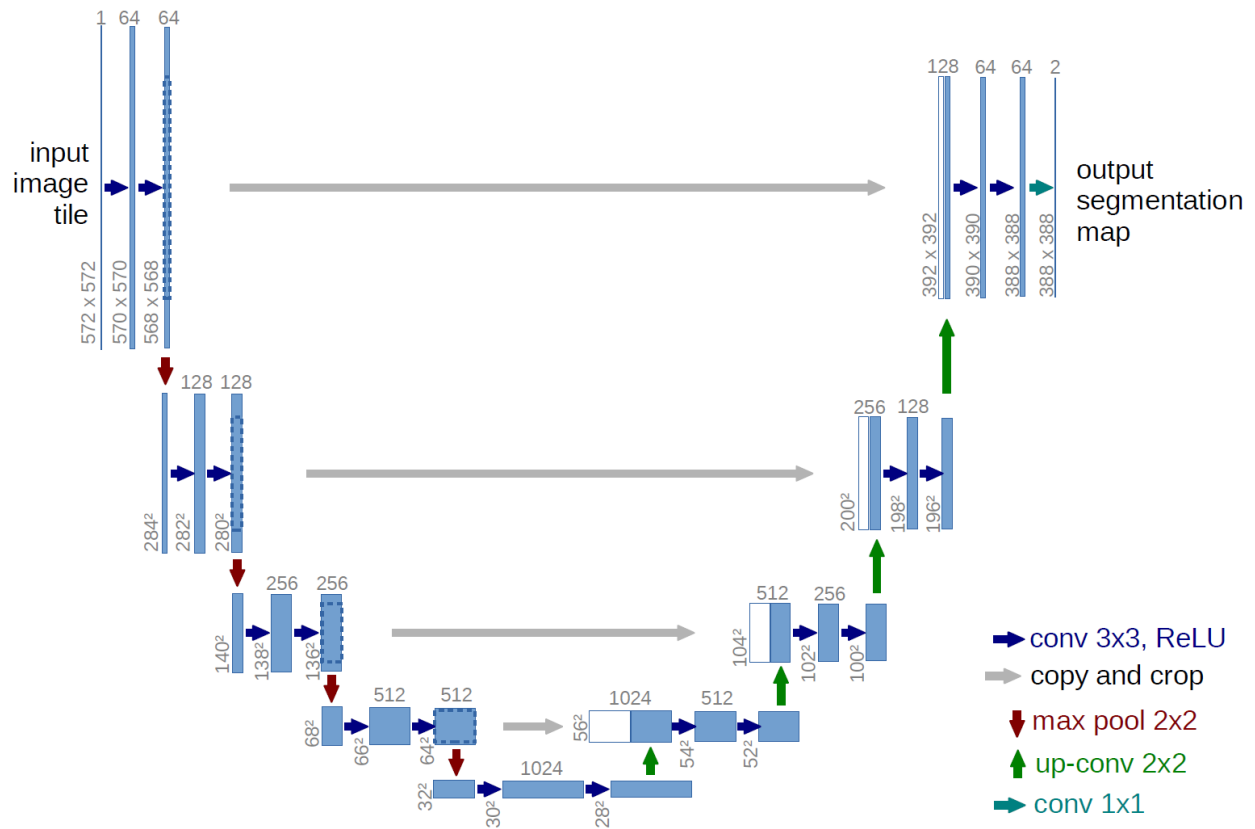 1 64 64
128 64 64 2
input
image
tile
output
segmentation
map
572 x 572
570 x 570
568 x 568
392 x 392
390 x 390
388 x 388
388 x 388
128 128
256 128
284²
282²
280²
200²
198²
196²
256 256
512 256
140²
138²
136²
104²
102²
100²
512 512
1024 512
68²
66²
64²
56²
54²
52²
1024
32²
30²
28²
conv 3x3, ReLU
copy and crop
max pool 2x2
up-conv 2x2
conv 1x1